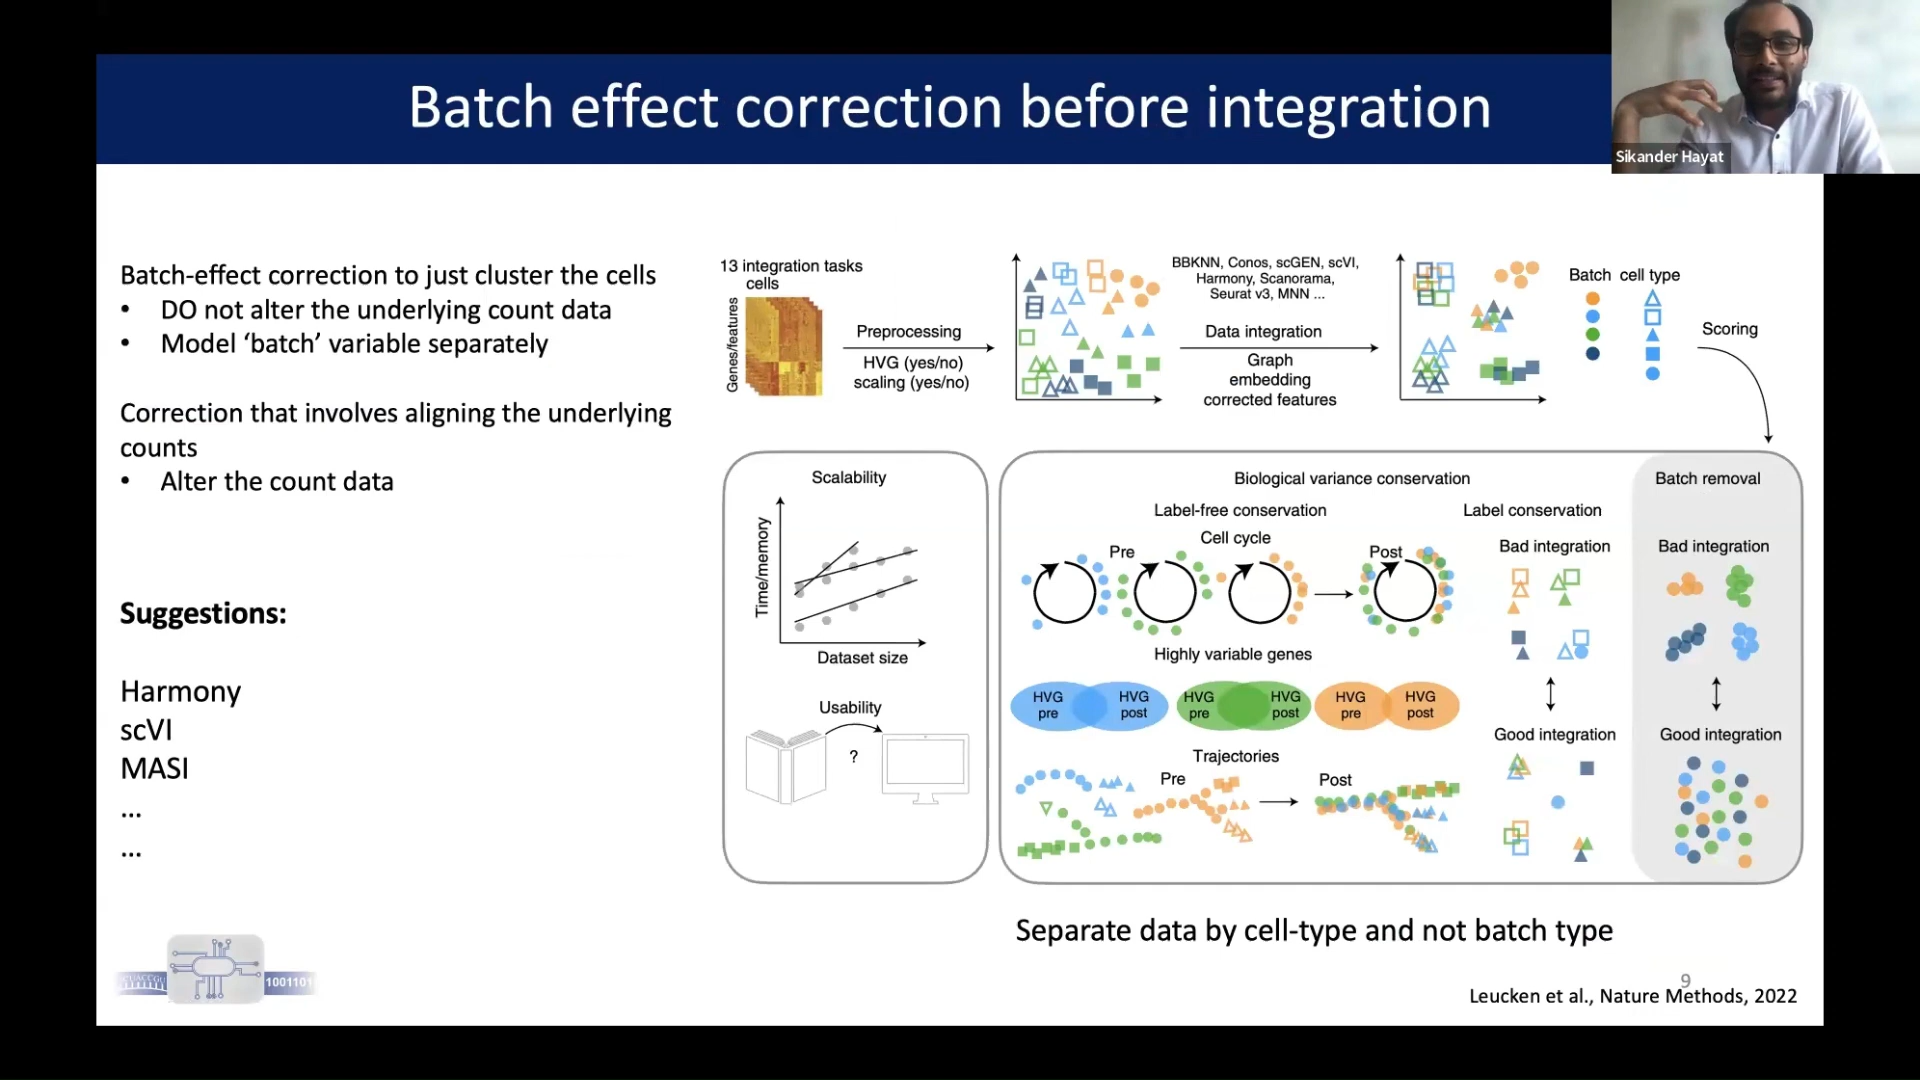 Batch effect correction before integration
Sikander Hayat
Batch-effect correction to just cluster the cells
• DO not alter the underlying count data
• Model ‘batch’ variable separately
Correction that involves aligning the underlying
counts
• Alter the count data
Suggestions:
Harmony
scVI
MASI
...
...
13 integration tasks
cells
Genes/features
Preprocessing
HVG (yes/no)
scaling (yes/no)
BBKNN, Conos, scGEN, scVI,
Harmony, Scanorama,
Seurat v3, MNN ...
Data integration
Graph
embedding
corrected features
Batch cell type
Scoring
Scalability
Time/memory
Dataset size
Usability
?
Biological variance conservation
Label-free conservation
Cell cycle
Pre
Post
Highly variable genes
HVG pre
HVG post
HVG pre
HVG post
HVG pre
HVG post
Trajectories
Pre
Post
Label conservation
Bad integration
Good integration
Batch removal
Bad integration
Good integration
Separate data by cell-type and not batch type
9
Leucken et al., Nature Methods, 2022
1001101